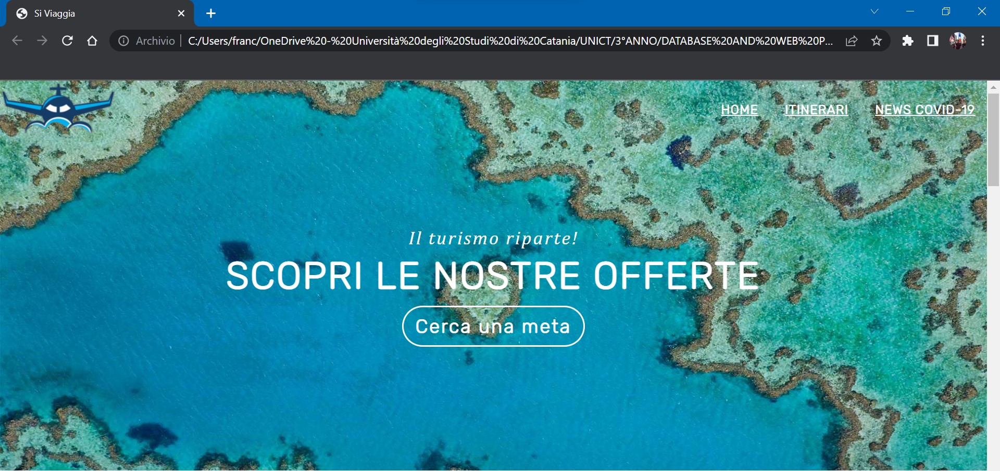 Si Viaggia
Archivio C:/Users/franc/OneDrive%20-%20Università%20degli%20Studi%20di%20Catania/UNICT/3°ANNO/DATABASE%20AND%20WEB%20P...
HOME ITINERARI NEWS COVID-19
Il turismo riparte!
SCOPRI LE NOSTRE OFFERTE
Cerca una meta